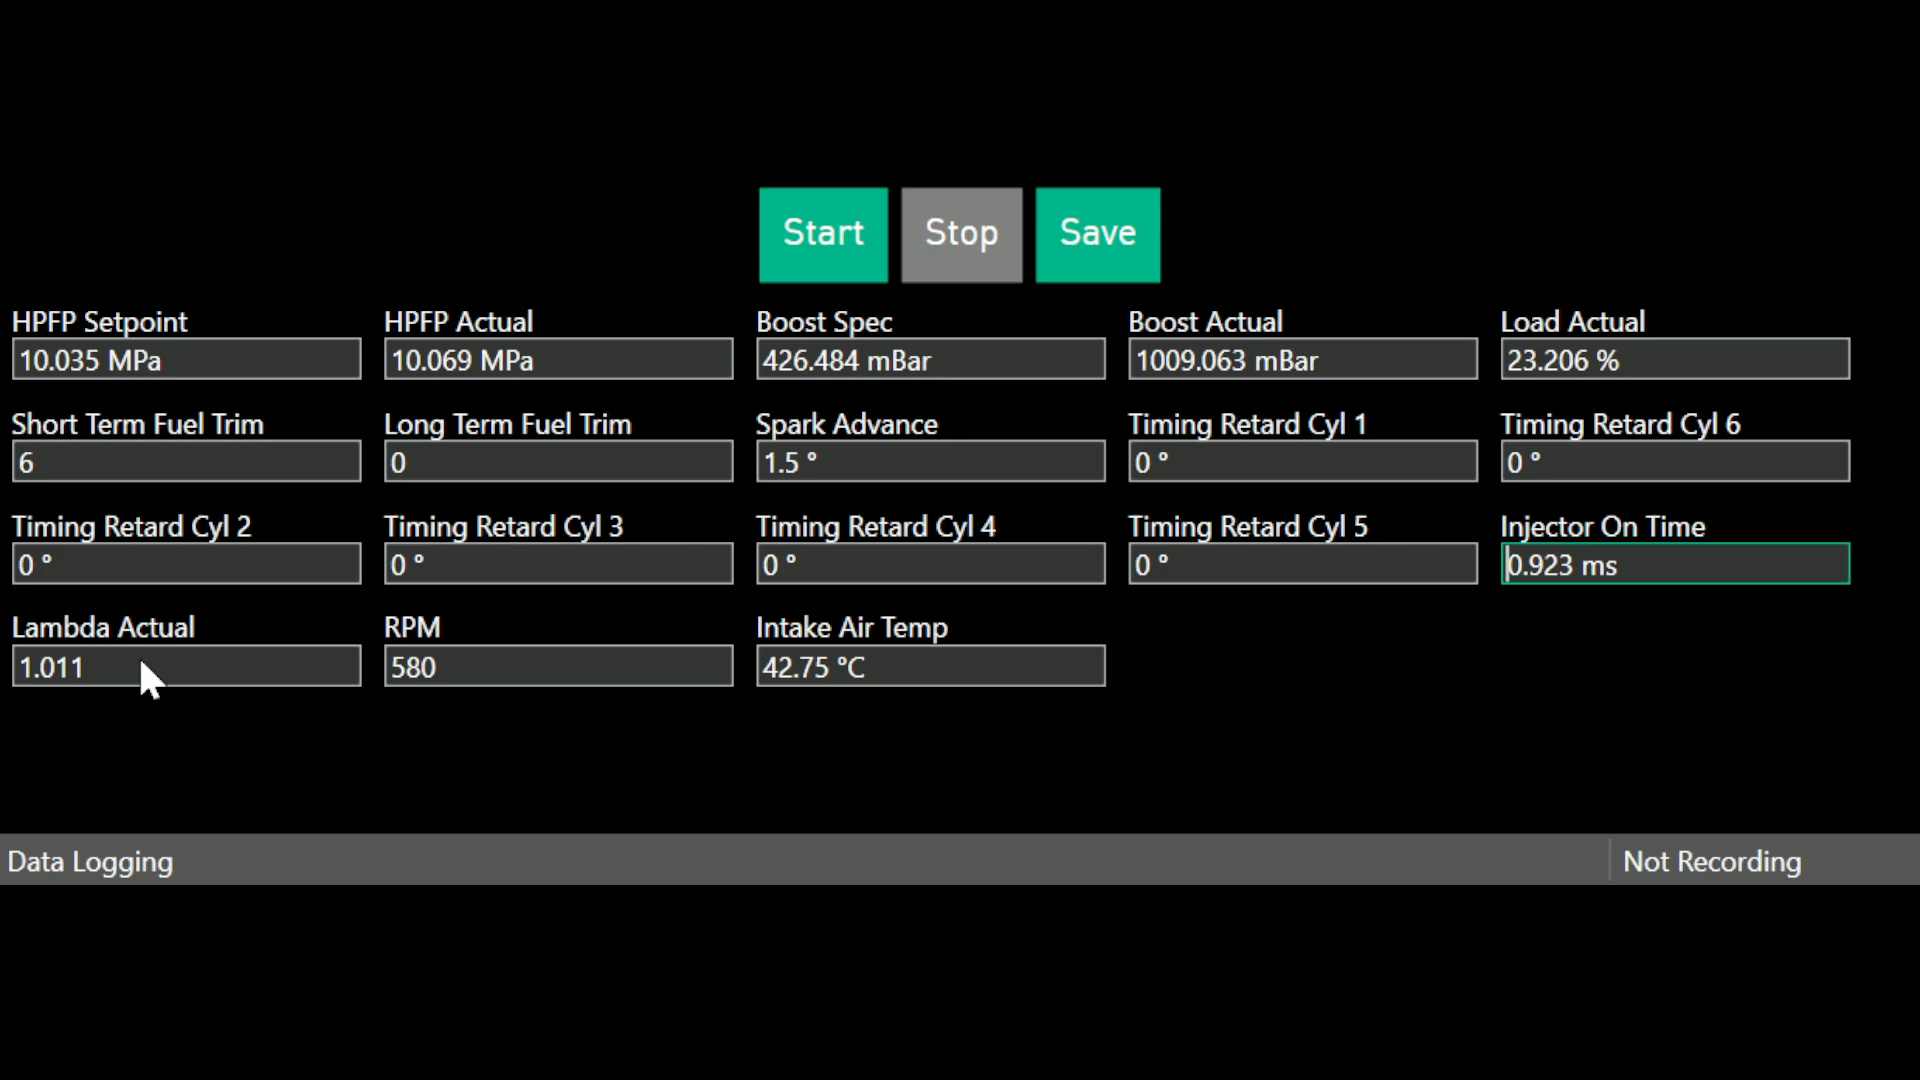 Start Stop Save
HPFP Setpoint HPFP Actual Boost Spec Boost Actual Load Actual
10.035 MPa 10.069 MPa 426.484 mBar 1009.063 mBar 23.206 %
Short Term Fuel Trim Long Term Fuel Trim Spark Advance Timing Retard Cyl 1 Timing Retard Cyl 6
6 0 1.5 ° 0 ° 0 °
Timing Retard Cyl 2 Timing Retard Cyl 3 Timing Retard Cyl 4 Timing Retard Cyl 5 Injector On Time
0 ° 0 ° 0 ° 0 ° 0.923 ms
Lambda Actual RPM Intake Air Temp
1.011 580 42.75 °C
Data Logging Not Recording